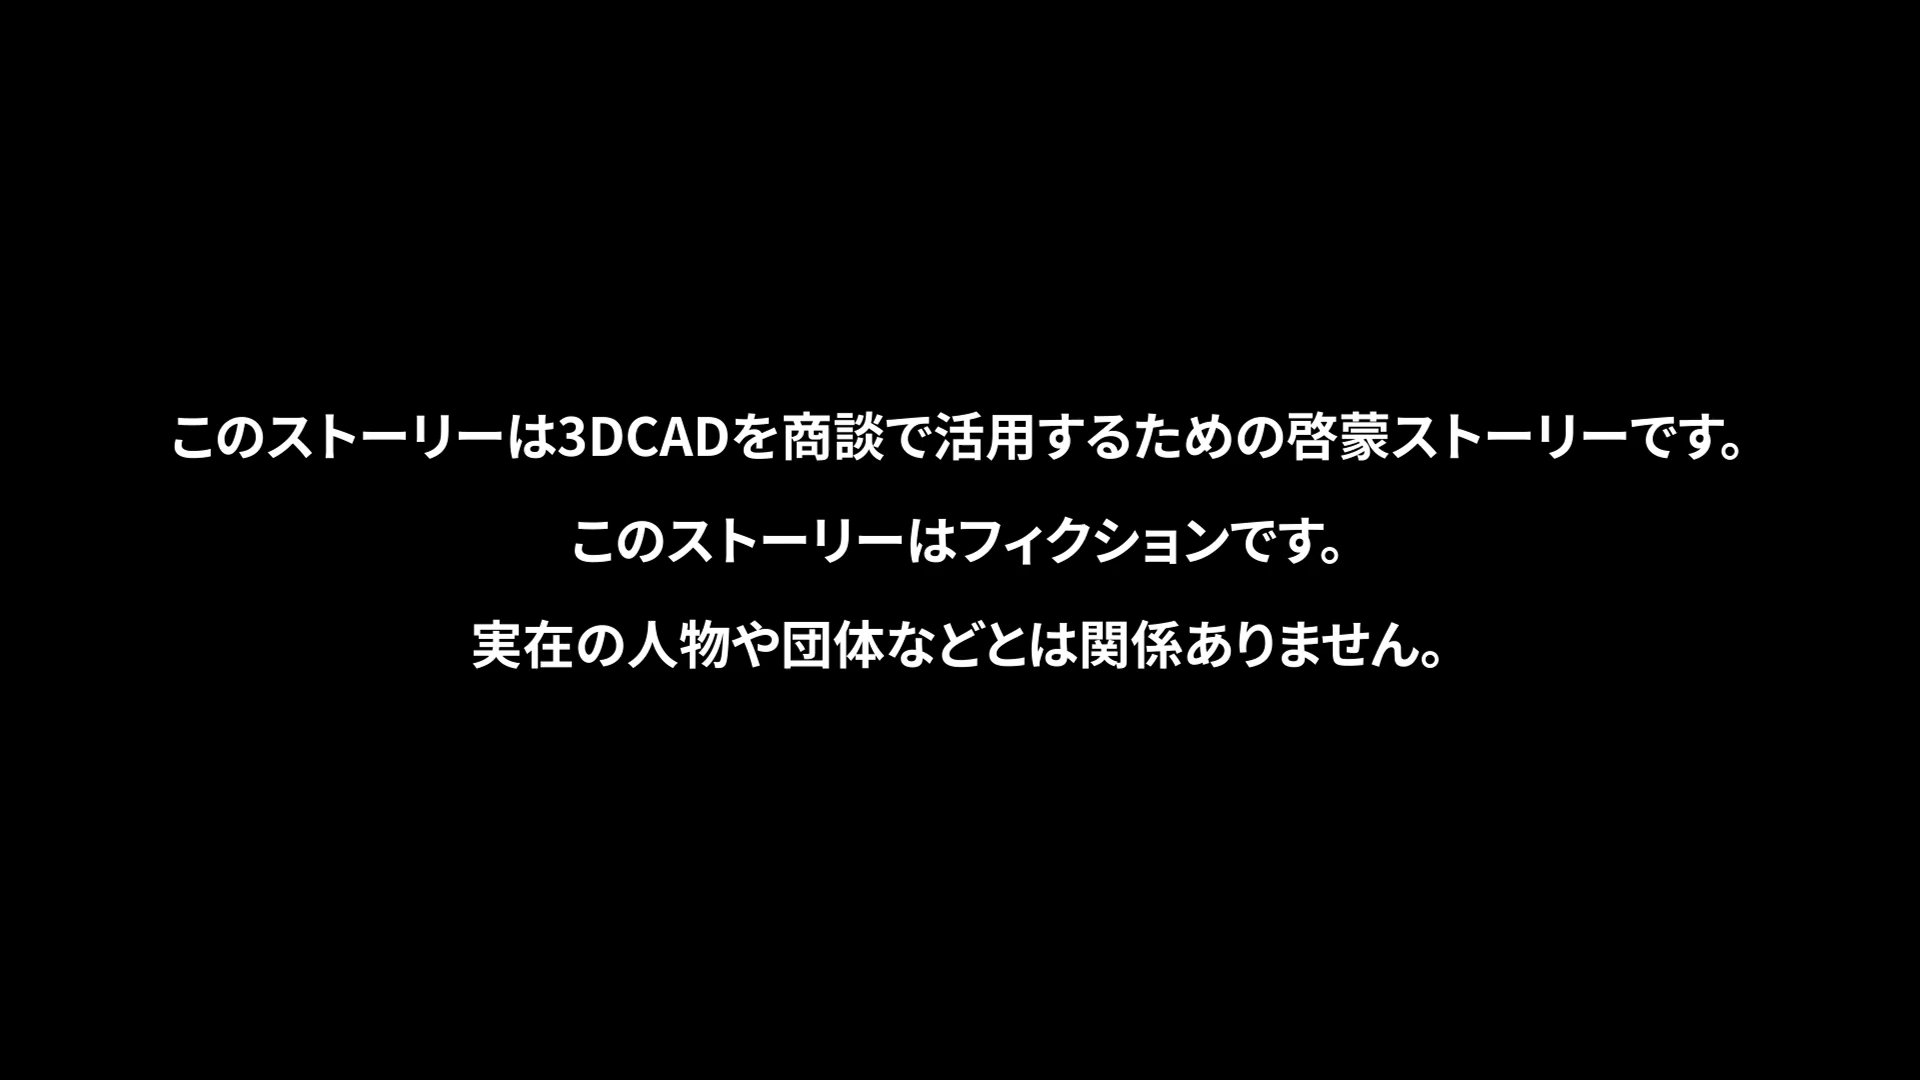 このストーリーは3DCADを商談で活用するための啓蒙ストーリーです。
このストーリーはフィクションです。
実在の人物や団体などとは関係ありません。